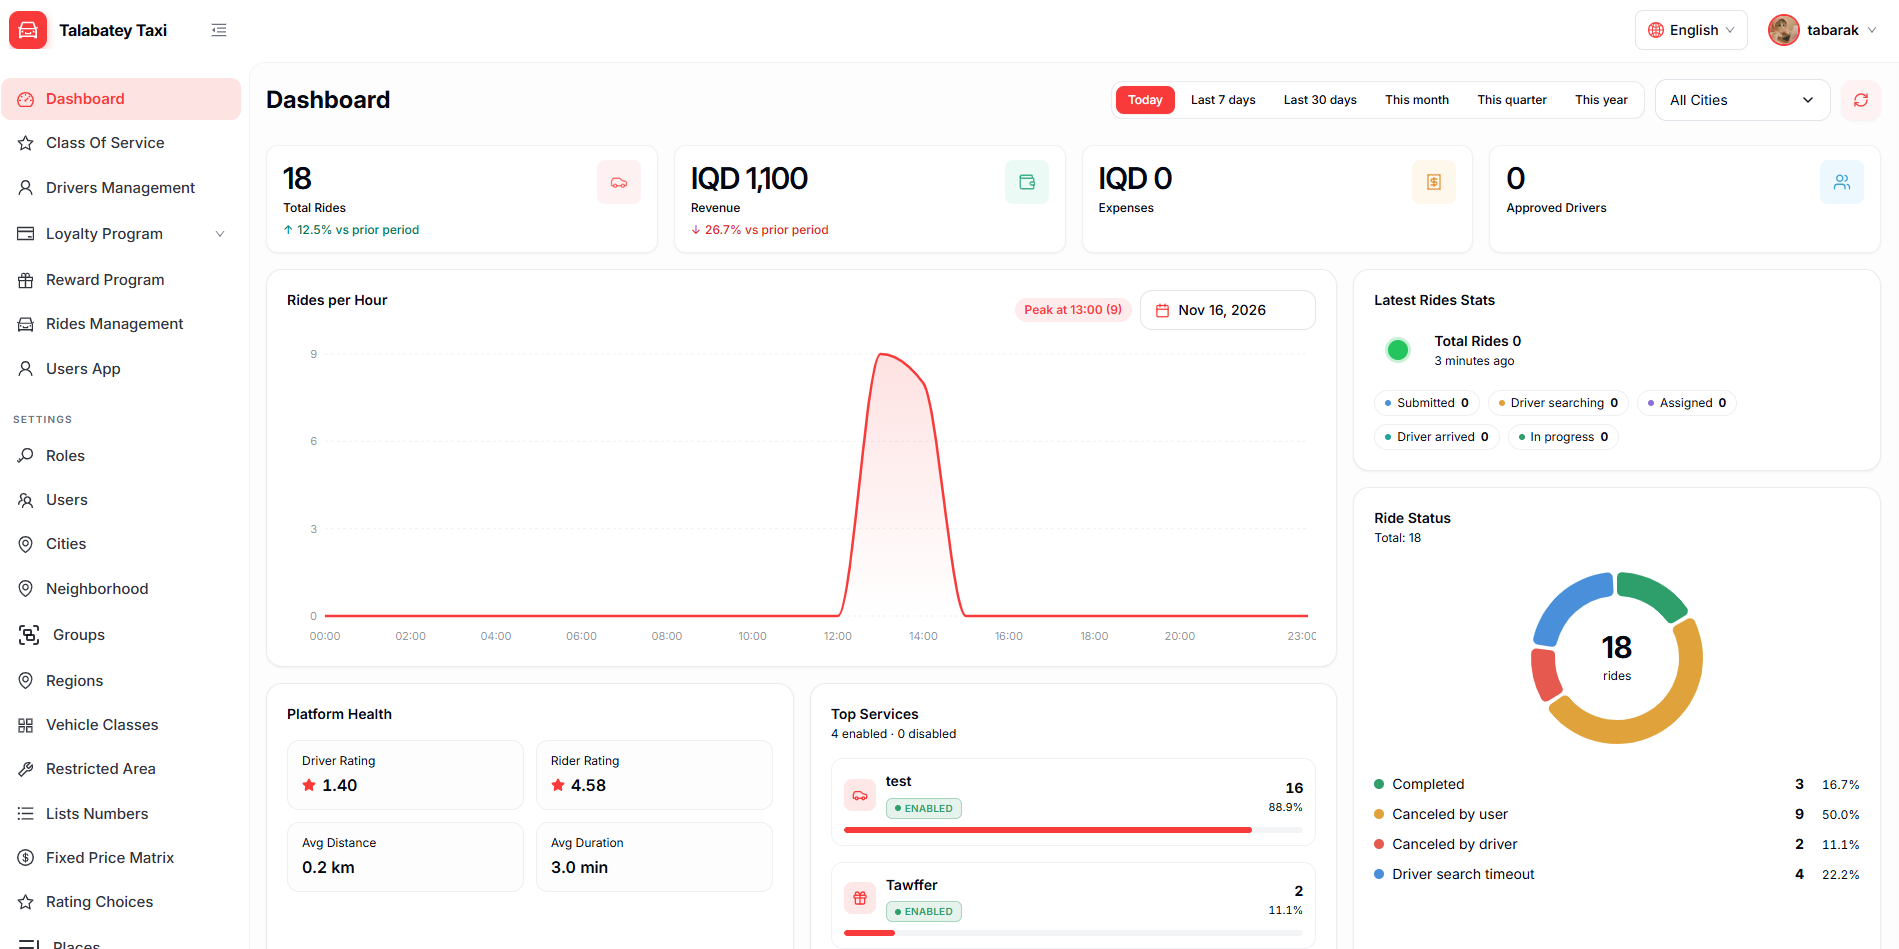 Talabatey Taxi
English
tabarak
Dashboard
Class Of Service
Drivers Management
Loyalty Program
Reward Program
Rides Management
Users App
SETTINGS
Roles
Users
Cities
Neighborhood
Groups
Regions
Vehicle Classes
Restricted Area
Lists Numbers
Fixed Price Matrix
Rating Choices
Places
Dashboard
Today Last 7 days Last 30 days This month This quarter This year
All Cities
18
Total Rides
↑ 12.5% vs prior period
IQD 1,100
Revenue
↓ 26.7% vs prior period
IQD 0
Expenses
0
Approved Drivers
Rides per Hour
Peak at 13:00 (9)
Nov 16, 2026
9
6
3
0
00:00 02:00 04:00 06:00 08:00 10:00 12:00 14:00 16:00 18:00 20:00 23:00
Latest Rides Stats
Total Rides 0
3 minutes ago
Submitted 0 Driver searching 0 Assigned 0
Driver arrived 0 In progress 0
Ride Status
Total: 18
18
rides
Completed 3 16.7%
Canceled by user 9 50.0%
Canceled by driver 2 11.1%
Driver search timeout 4 22.2%
Platform Health
Driver Rating
1.40
Rider Rating
4.58
Avg Distance
0.2 km
Avg Duration
3.0 min
Top Services
4 enabled · 0 disabled
test
ENABLED
16
88.9%
Tawffer
ENABLED
2
11.1%